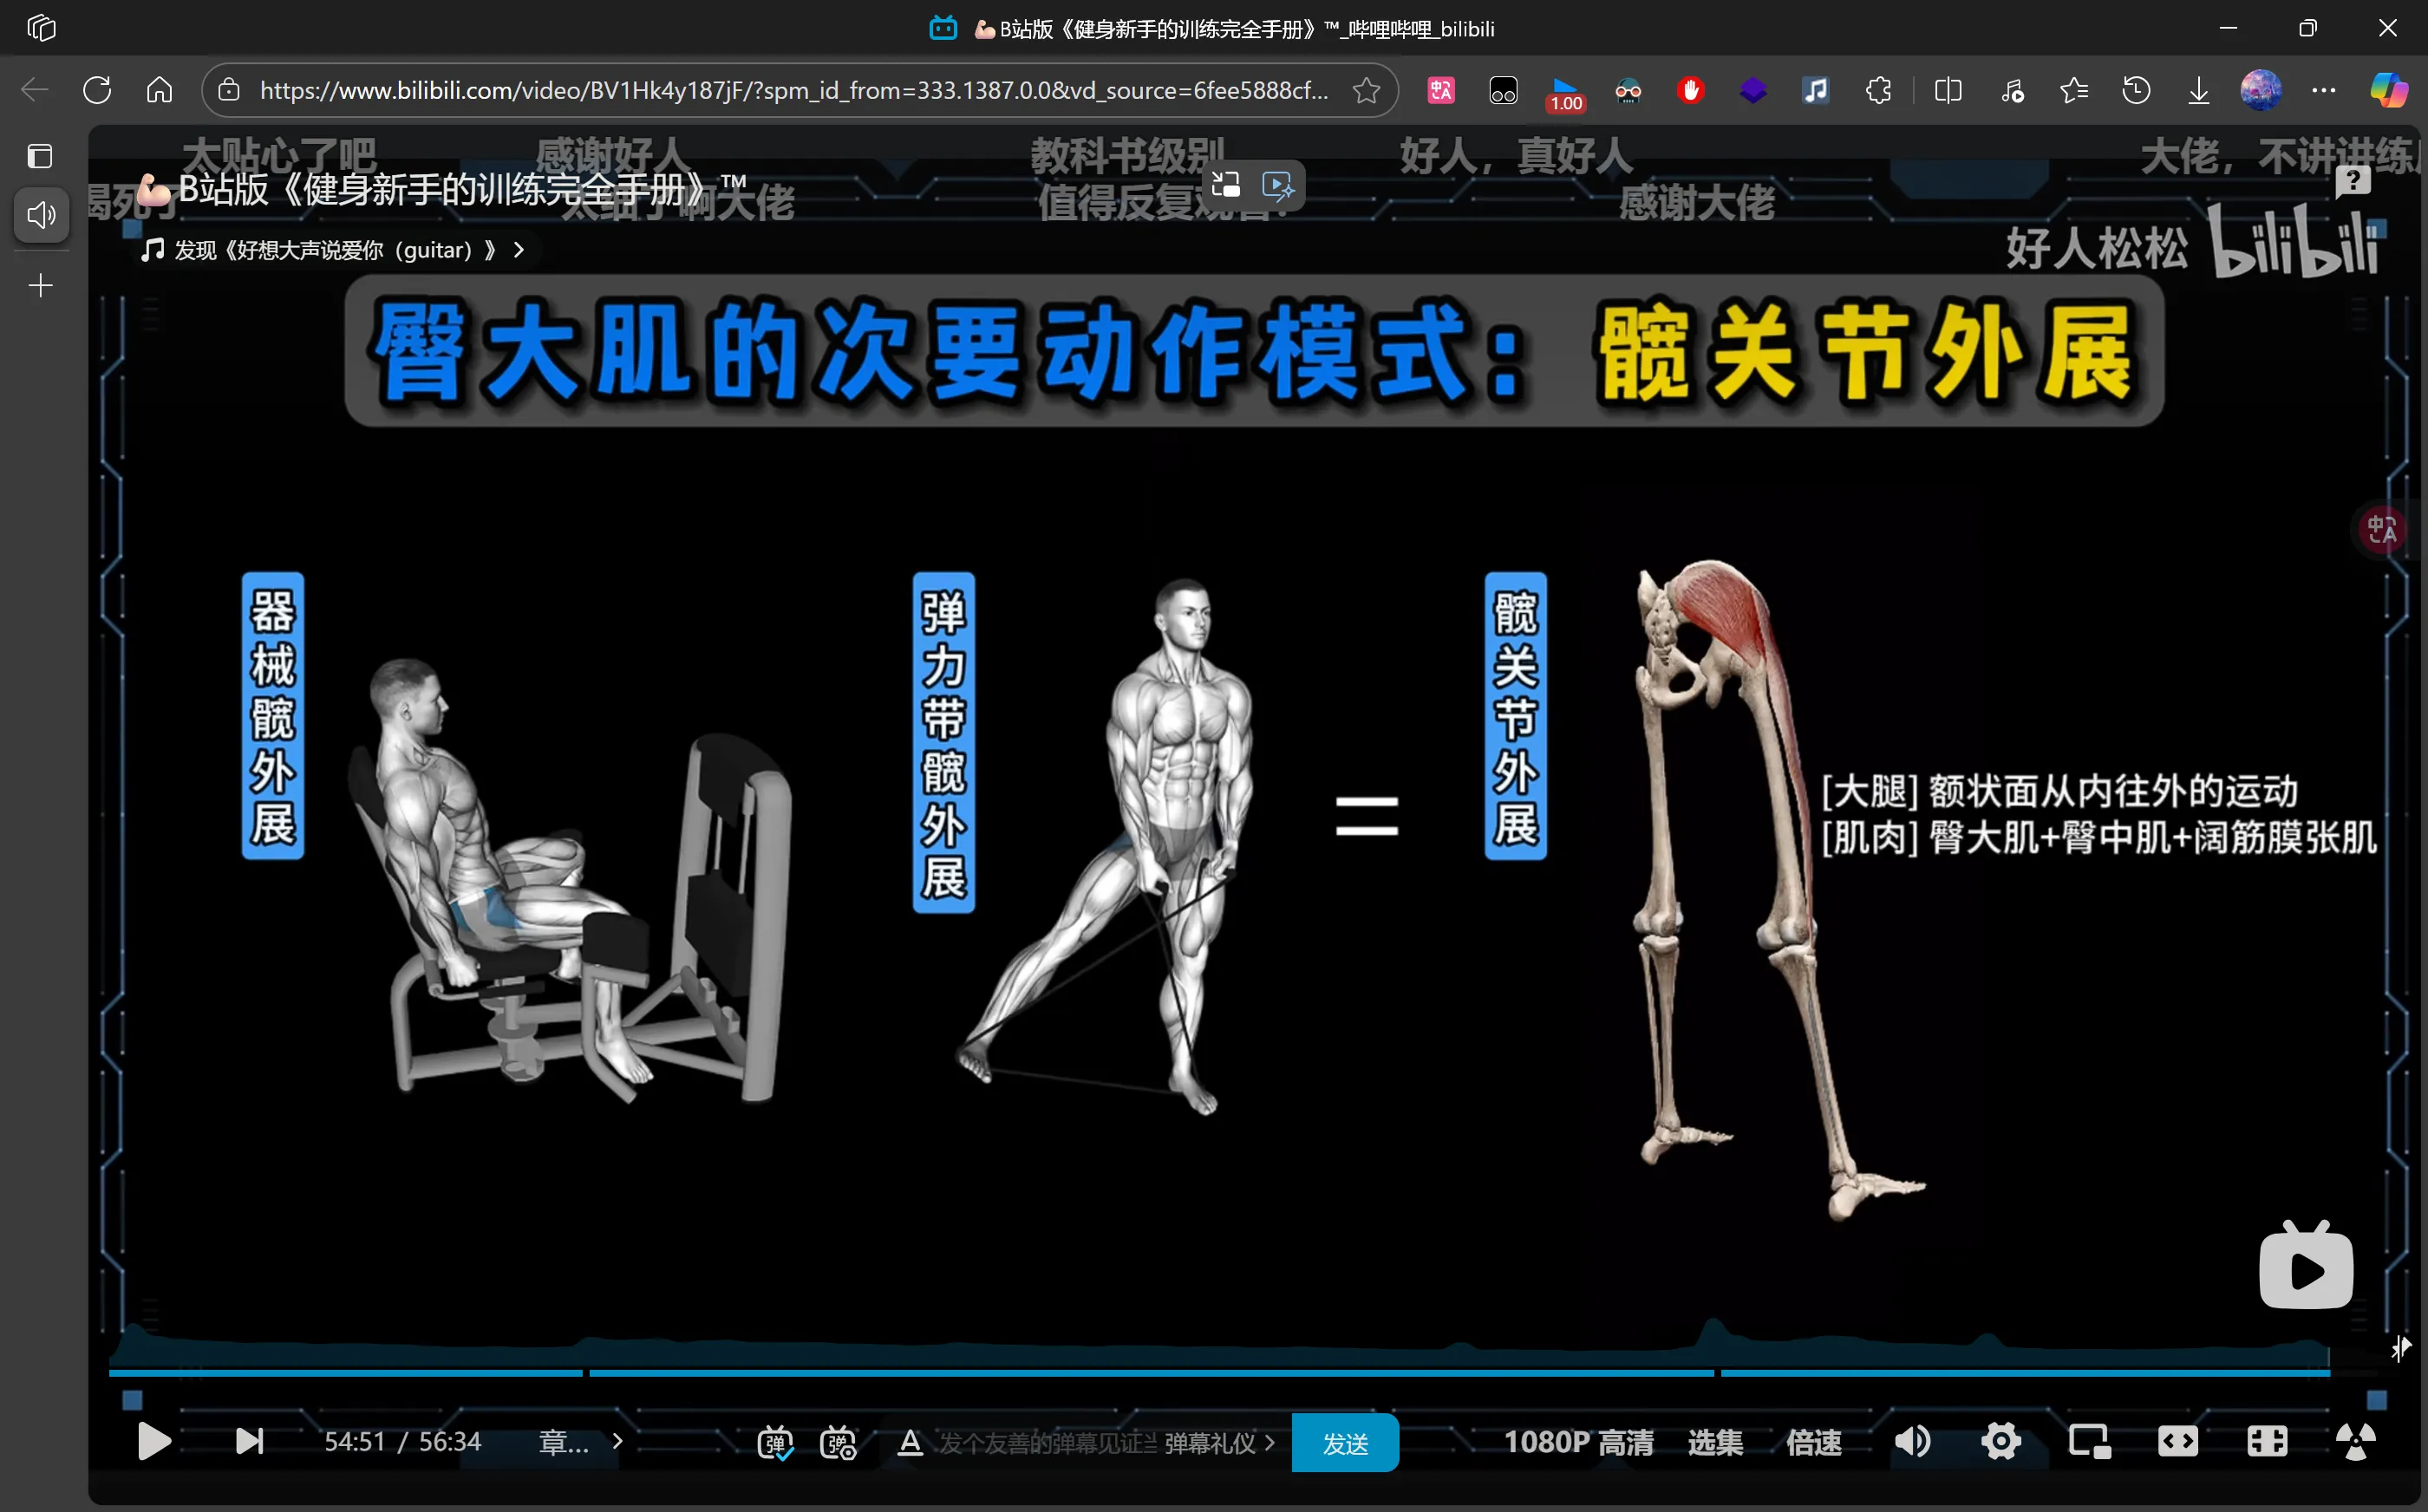 💪🏻B站版《健身新手的训练完全手册》™_哔哩哔哩_bilibili
https://www.bilibili.com/video/BV1Hk4y187jF/?spm_id_from=333.1387.0.0&vd_source=6fee5888cf...
1.00
太贴心了吧
感谢好人
教科书级别
好人，真好人
大佬，不讲讲练
💪🏻B站版《健身新手的训练完全手册》™
太细了啊大佬
值得反复
感谢大佬
发现《好想大声说爱你（guitar）》 >
好人松松 bilibili
臀大肌的次要动作模式：髋关节外展
器械髋外展
弹力带髋外展
=
髋关节外展
[大腿] 额状面从内往外的运动
[肌肉] 臀大肌+臀中肌+阔筋膜张肌
54:51 / 56:34
章... >
发个友善的弹幕见证当
弹幕礼仪 >
发送
1080P 高清
选集
倍速